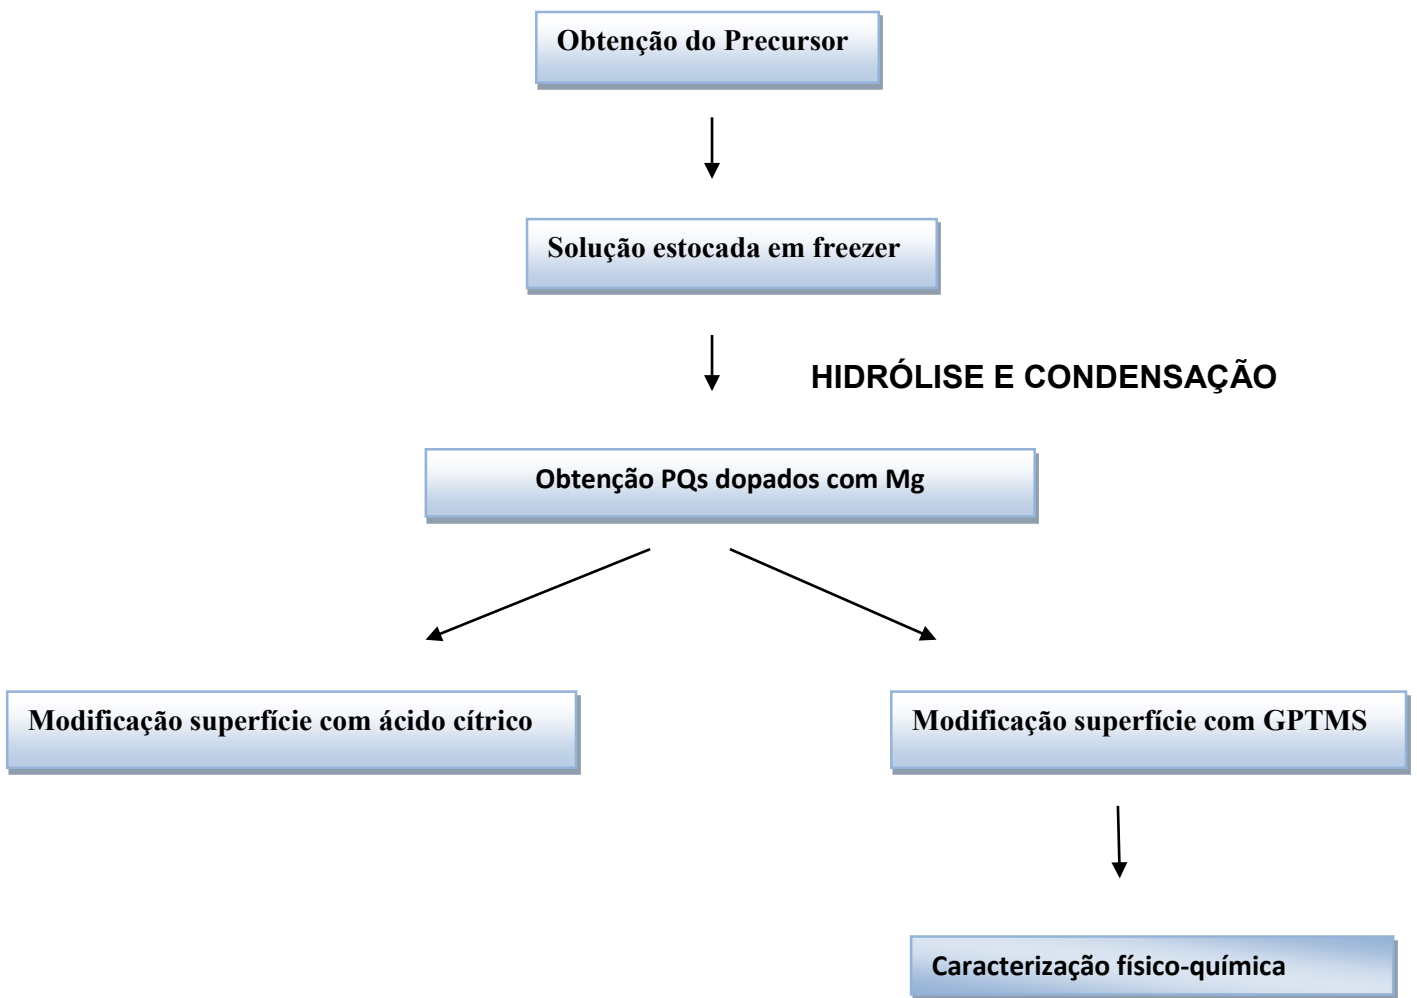 Obtenção do Precursor
Solução estocada em freezer
HIDRÓLISE E CONDENSAÇÃO
Obtenção PQs dopados com Mg
Modificação superfície com ácido cítrico
Modificação superfície com GPTMS
Caracterização físico-química